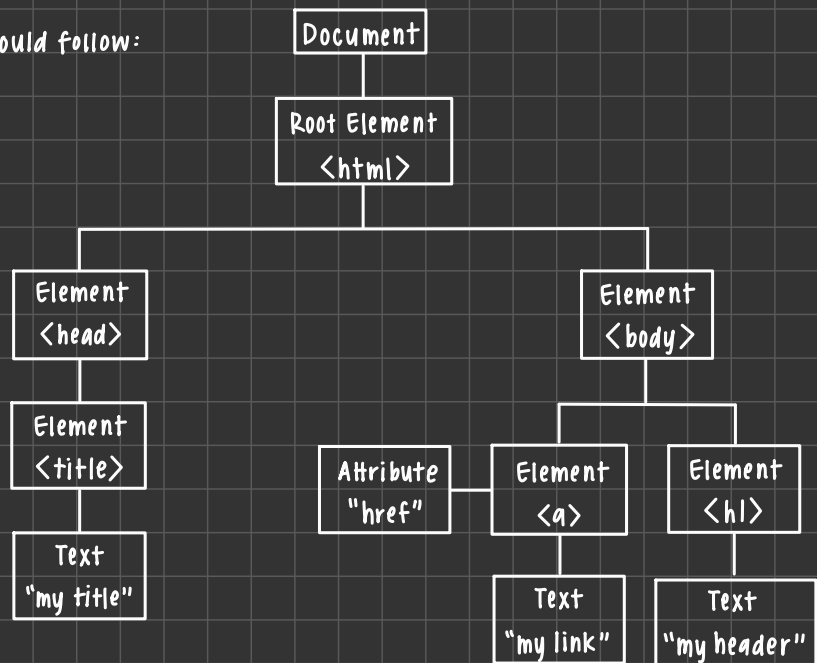 ould follow:
Document
Root Element
<html>
Element
<head>
Element
<body>
Element
<title>
Attribute
"href"
Element
<a>
Element
<h1>
Text
"my title"
Text
"my link"
Text
"my header"